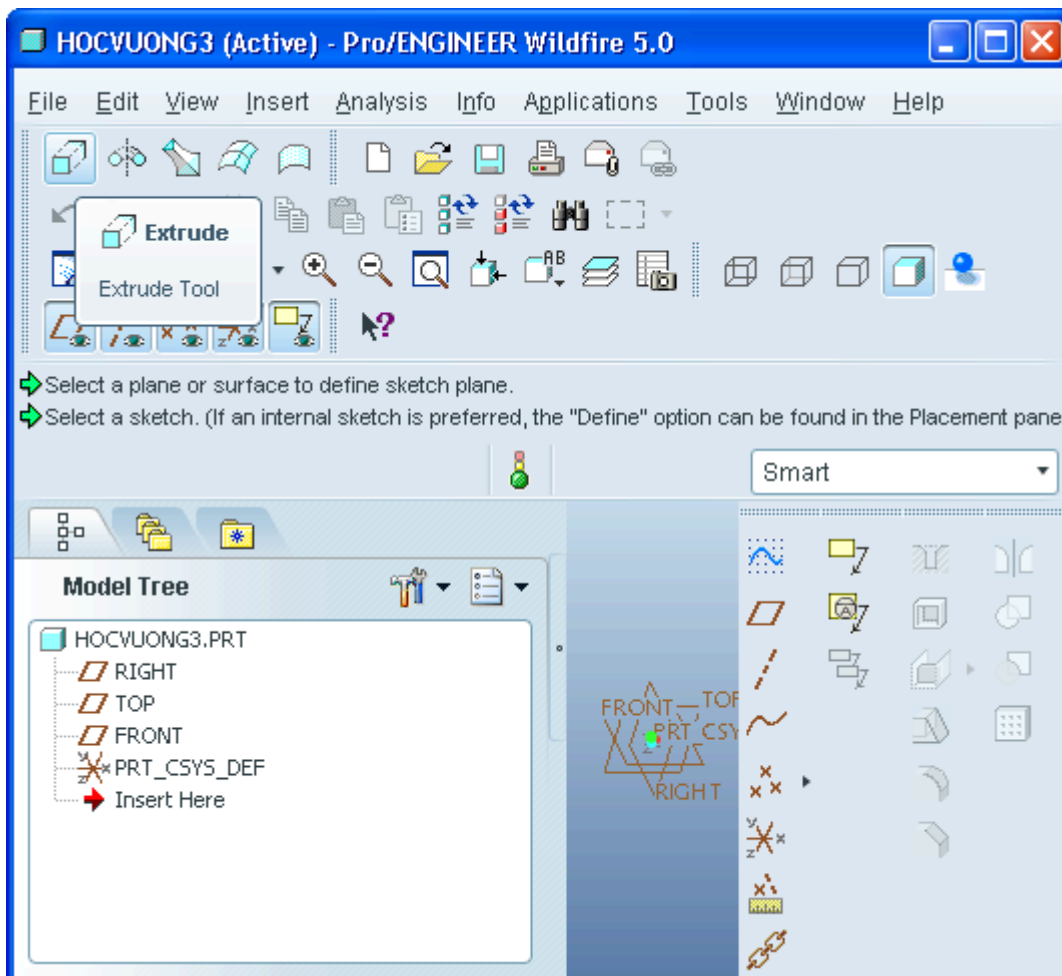 HOCVUONG3 (Active) - Pro/ENGINEER Wildfire 5.0
File Edit View Insert Analysis Info Applications Tools Window Help
Extrude
Extrude Tool
AB
?
Select a plane or surface to define sketch plane.
Select a sketch. (If an internal sketch is preferred, the "Define" option can be found in the Placement pane
Smart
Model Tree
HOCVUONG3.PRT
RIGHT
TOP
FRONT
PRT_CSYS_DEF
Insert Here
FRONT TOP
PRT_CSY
RIGHT